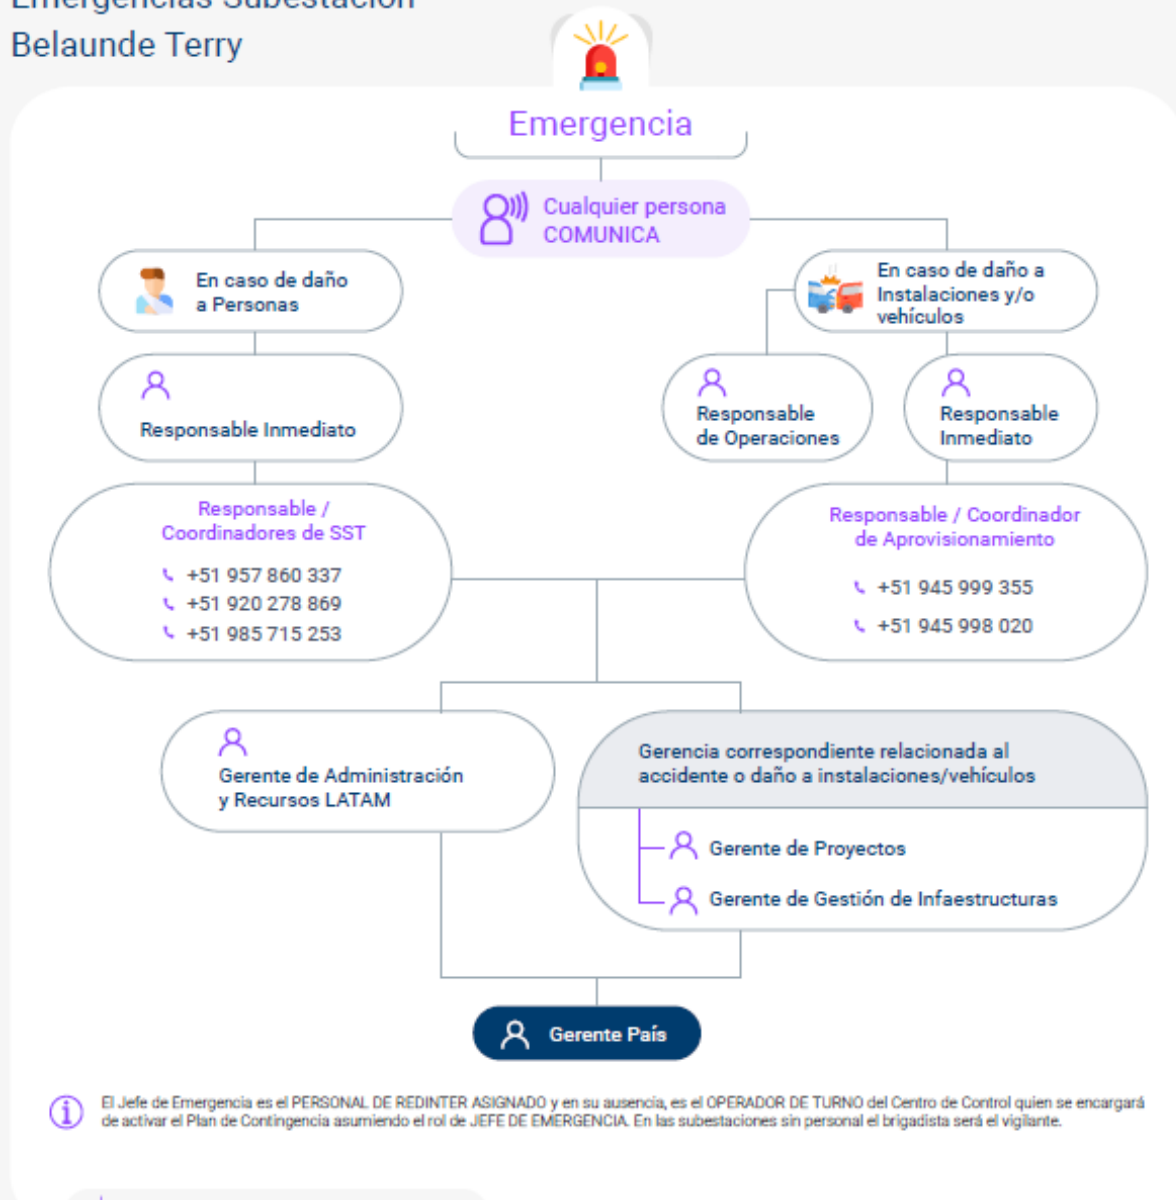 Emergencias Subestación
Belaunde Terry
Emergencia
Cualquier persona
COMUNICA
En caso de daño
a Personas
En caso de daño a
Instalaciones y/o
vehículos
Responsable Inmediato
Responsable
de Operaciones
Responsable
Inmediato
Responsable /
Coordinadores de SST
+51 957 860 337
+51 920 278 869
+51 985 715 253
Responsable / Coordinador
de Aprovisionamiento
+51 945 999 355
+51 945 998 020
Gerente de Administración
y Recursos LATAM
Gerencia correspondiente relacionada al
accidente o daño a instalaciones/vehículos
Gerente de Proyectos
Gerente de Gestión de Infaestructuras
Gerente País
El Jefe de Emergencia es el PERSONAL DE REDINTER ASIGNADO y en su ausencia, es el OPERADOR DE TURNO del Centro de Control quien se encargará
de activar el Plan de Contingencia asumiendo el rol de JEFE DE EMERGENCIA. En las subestaciones sin personal el brigadista será el vigilante.